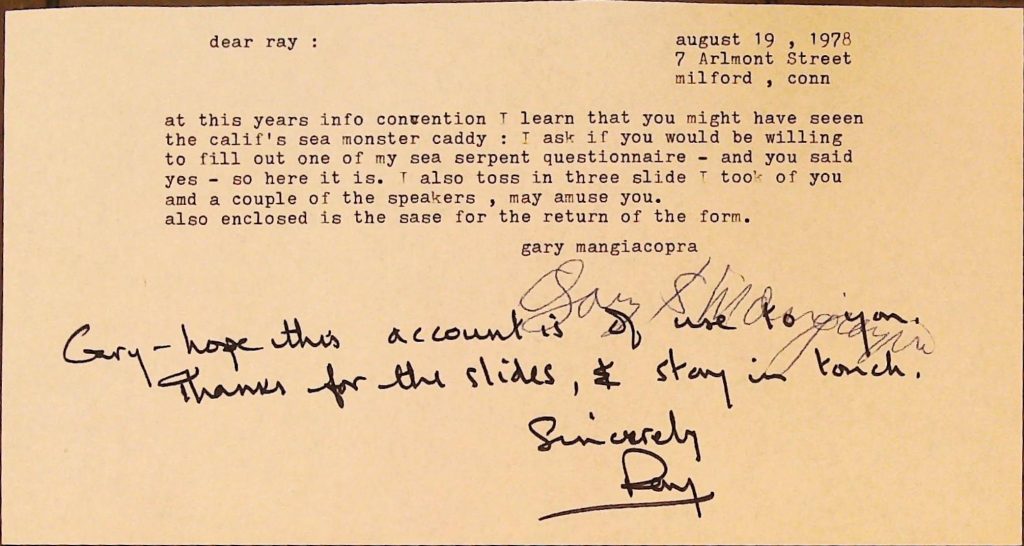 dear ray :
august 19 , 1978
7 Arlmont Street
milford , conn
at this years info convention I learn that you might have seeen
the calif's sea monster caddy : I ask if you would be willing
to fill out one of my sea serpent questionnaire - and you said
yes - so here it is. I also toss in three slide I took of you
amd a couple of the speakers , may amuse you.
also enclosed is the sase for the return of the form.
gary mangiacopra
Gary S Mangiacopra
Gary - hope this account is of use to you.
Thanks for the slides, & stay in touch.
Sincerely
Ray